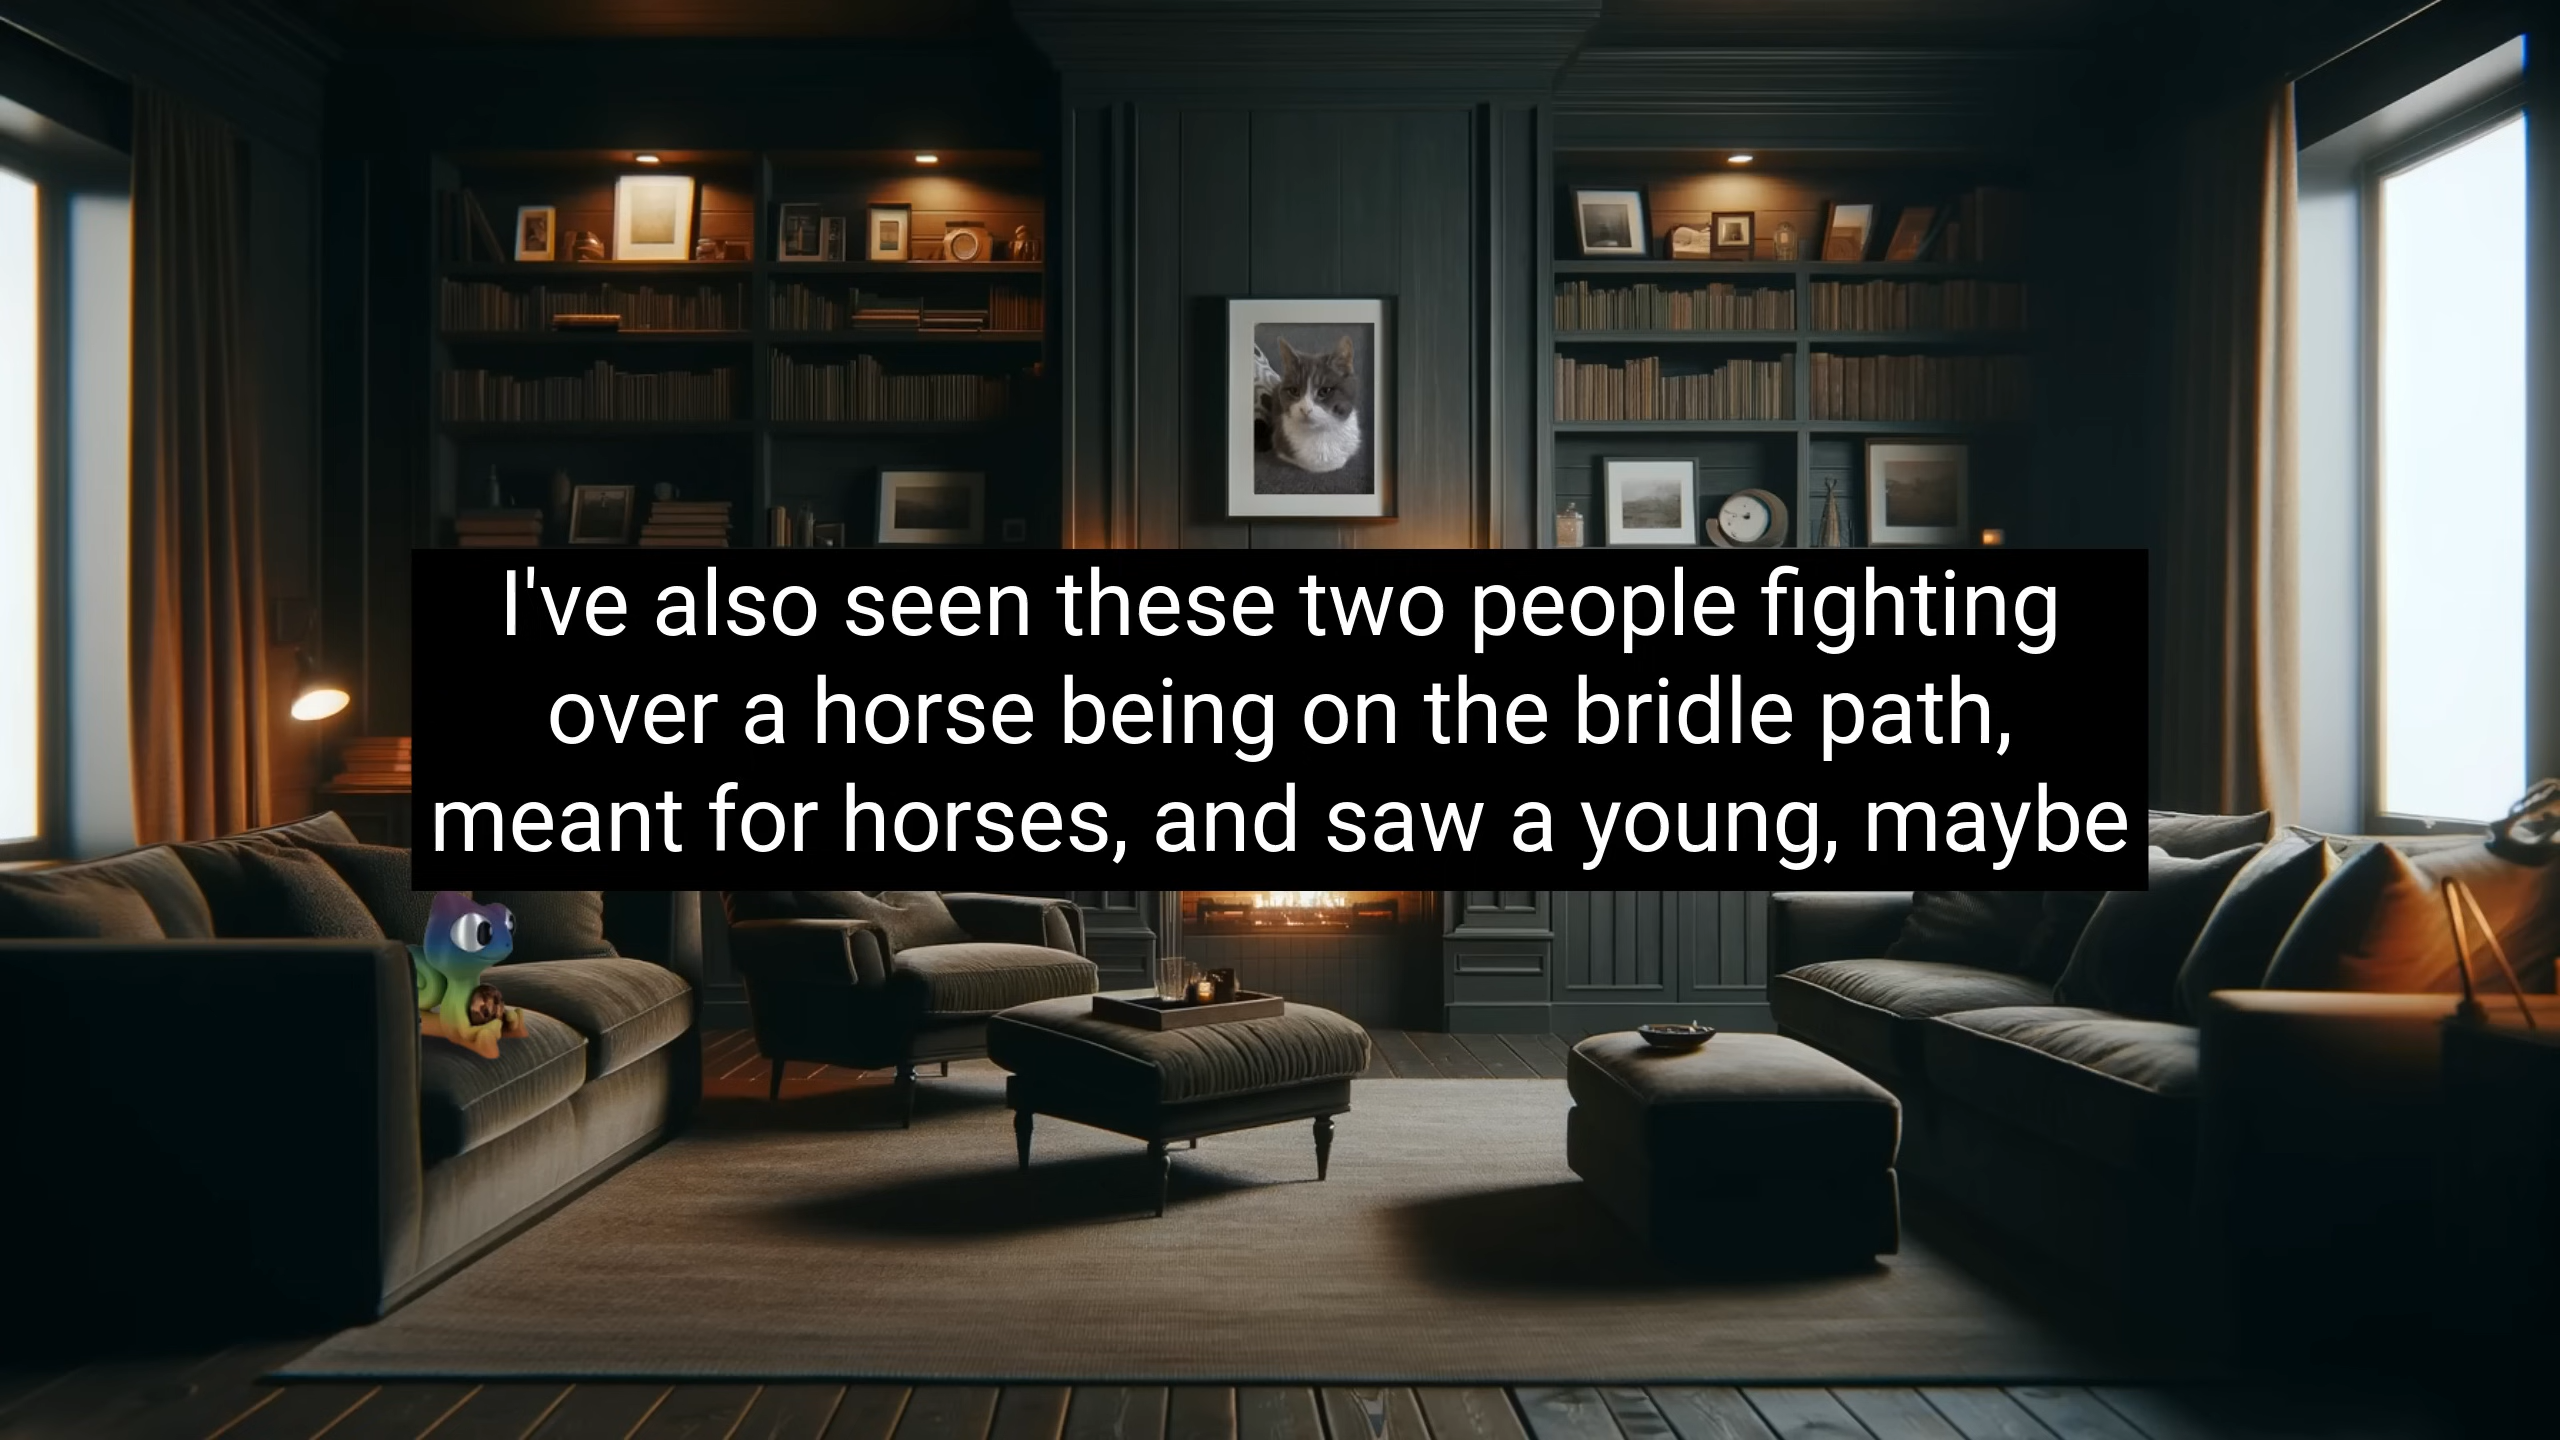 I've also seen these two people fighting
over a horse being on the bridle path,
meant for horses, and saw a young, maybe